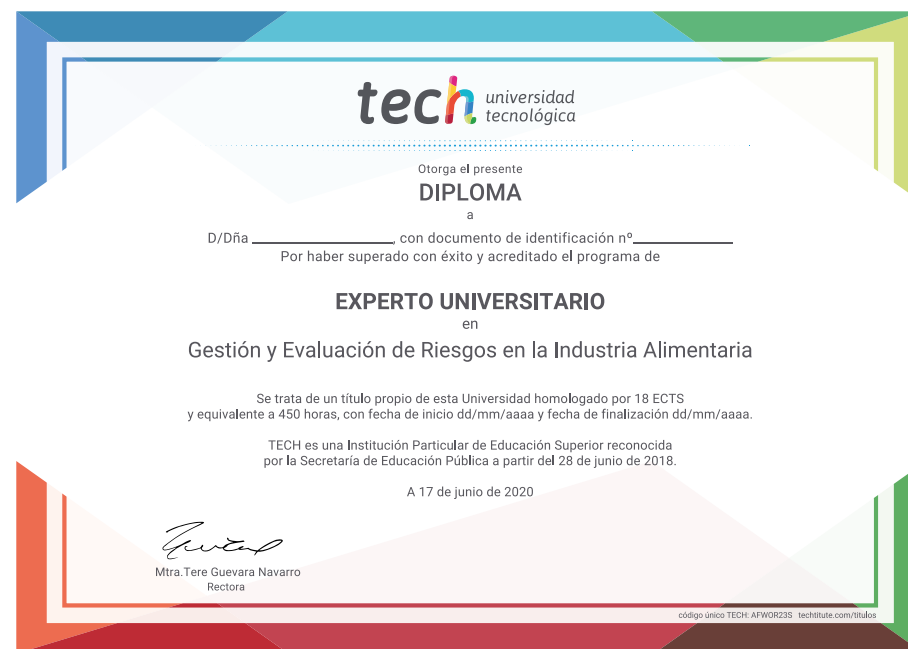 tech universidad
tecnológica
Otorga el presente
DIPLOMA
a
D/Dña ____________________, con documento de identificación nº______________
Por haber superado con éxito y acreditado el programa de
EXPERTO UNIVERSITARIO
en
Gestión y Evaluación de Riesgos en la Industria Alimentaria
Se trata de un título propio de esta Universidad homologado por 18 ECTS
y equivalente a 450 horas, con fecha de inicio dd/mm/aaaa y fecha de finalización dd/mm/aaaa.
TECH es una Institución Particular de Educación Superior reconocida
por la Secretaría de Educación Pública a partir del 28 de junio de 2018.
A 17 de junio de 2020
Mtra.Tere Guevara Navarro
Rectora
código único TECH: AFWOR23S techtitute.com/titulos